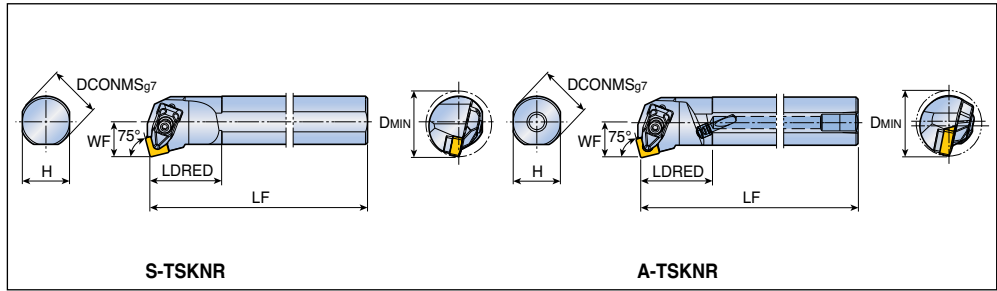 DCONMSg7
WF
75°
H
LDRED
LF
DMIN
S-TSKNR
DCONMSg7
WF
75°
H
LDRED
LF
DMIN
A-TSKNR